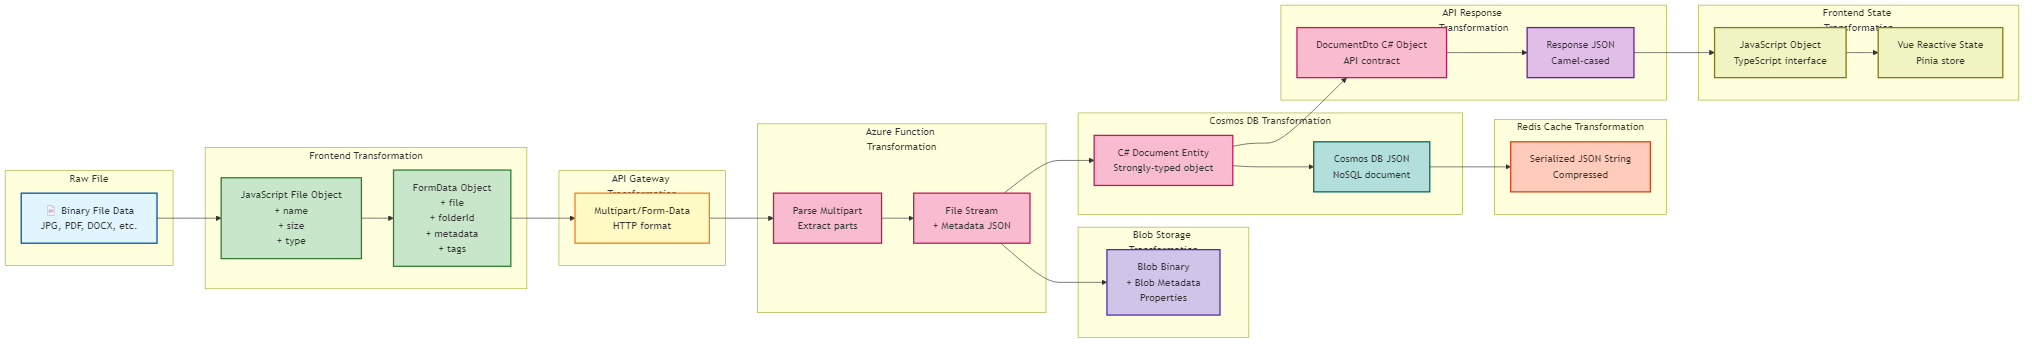 Raw File
📄 Binary File Data
JPG, PDF, DOCX, etc.
Frontend Transformation
JavaScript File Object
+ name
+ size
+ type
FormData Object
+ file
+ folderId
+ metadata
+ tags
API Gateway
Transformation
Multipart/Form-Data
HTTP format
Azure Function
Transformation
Parse Multipart
Extract parts
File Stream
+ Metadata JSON
Cosmos DB Transformation
C# Document Entity
Strongly-typed object
Cosmos DB JSON
NoSQL document
Blob Storage
Transformation
Blob Binary
+ Blob Metadata
Properties
Redis Cache Transformation
Serialized JSON String
Compressed
API Response
Transformation
DocumentDto C# Object
API contract
Response JSON
Camel-cased
Frontend State
Transformation
JavaScript Object
TypeScript interface
Vue Reactive State
Pinia store